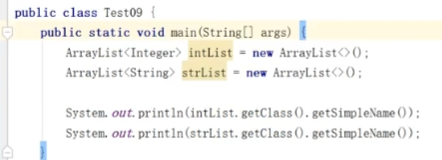 public class Test09 {
public static void main(String[] args) {
ArrayList<Integer> intList = new ArrayList<>();
ArrayList<String> strList = new ArrayList<>();
System.out.println(intList.getClass().getSimpleName());
System.out.println(strList.getClass().getSimpleName());
}